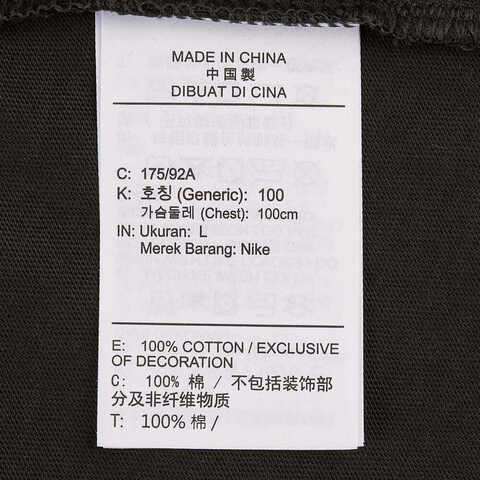 MADE IN CHINA
中国製
DIBUAT DI CINA
C: 175/92A
K: 호칭 (Generic): 100
가슴둘레 (Chest): 100cm
IN: Ukuran: L
Merek Barang: Nike
E: 100% COTTON / EXCLUSIVE
OF DECORATION
C: 100% 棉 / 不包括装饰部
分及非纤维物质
T: 100% 棉 /